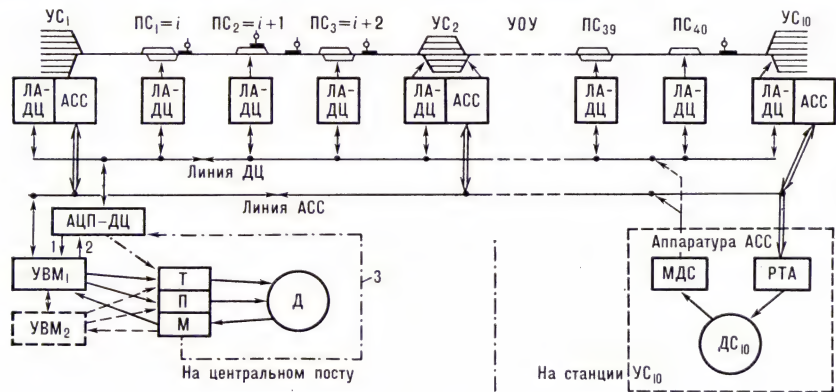 УС₁ ПС₁=i ПС₂=i+1 ПС₃=i+2 УС₂ УОУ ПС₃₉ ПС₄₀ УС₁₀
ЛА-ДЦ АСС ЛА-ДЦ ЛА-ДЦ ЛА-ДЦ ЛА-ДЦ АСС ЛА-ДЦ ЛА-ДЦ ЛА-ДЦ АСС
Линия ДЦ
Линия АСС
АЦП-ДЦ
1 2
УВМ₁
УВМ₂
Т
П
М
Д
3
На центральном посту
Аппаратура АСС
МДС РТА
ДС₁₀
На станции УС₁₀